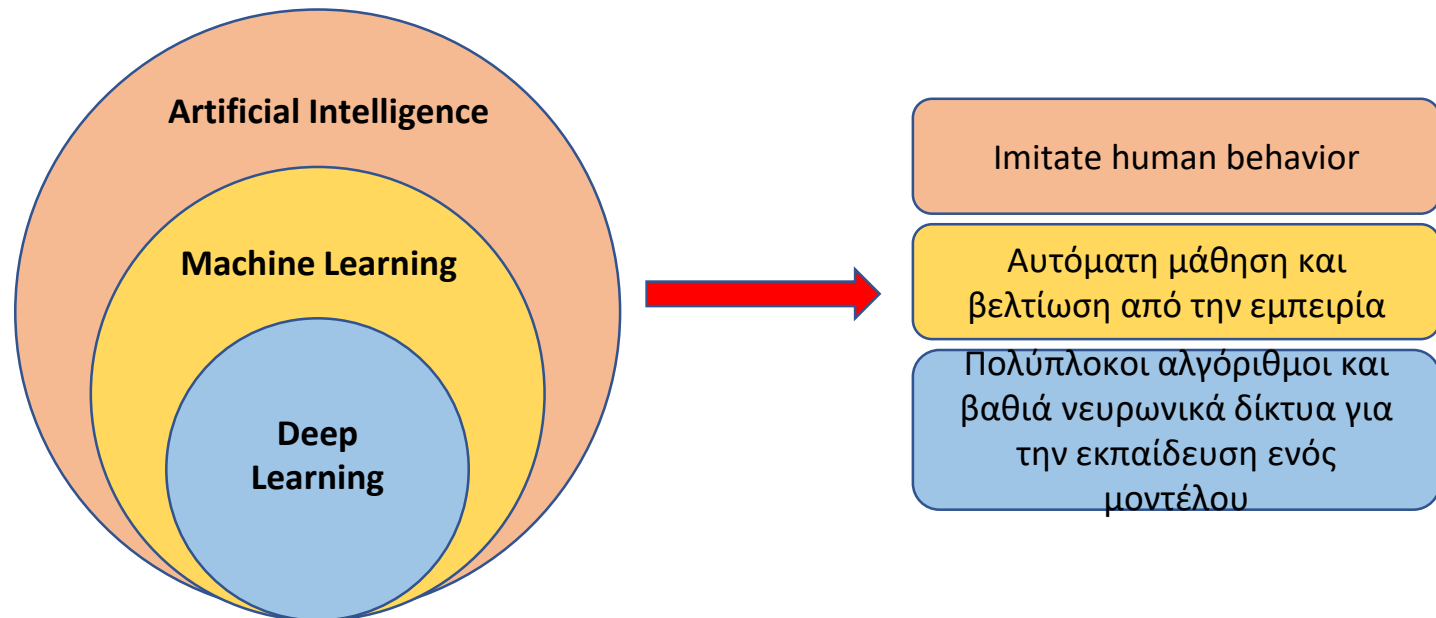 Artificial Intelligence
Machine Learning
Deep
Learning
Imitate human behavior
Αυτόματη μάθηση και
βελτίωση από την εμπειρία
Πολύπλοκοι αλγόριθμοι και
βαθιά νευρωνικά δίκτυα για
την εκπαίδευση ενός
μοντέλου